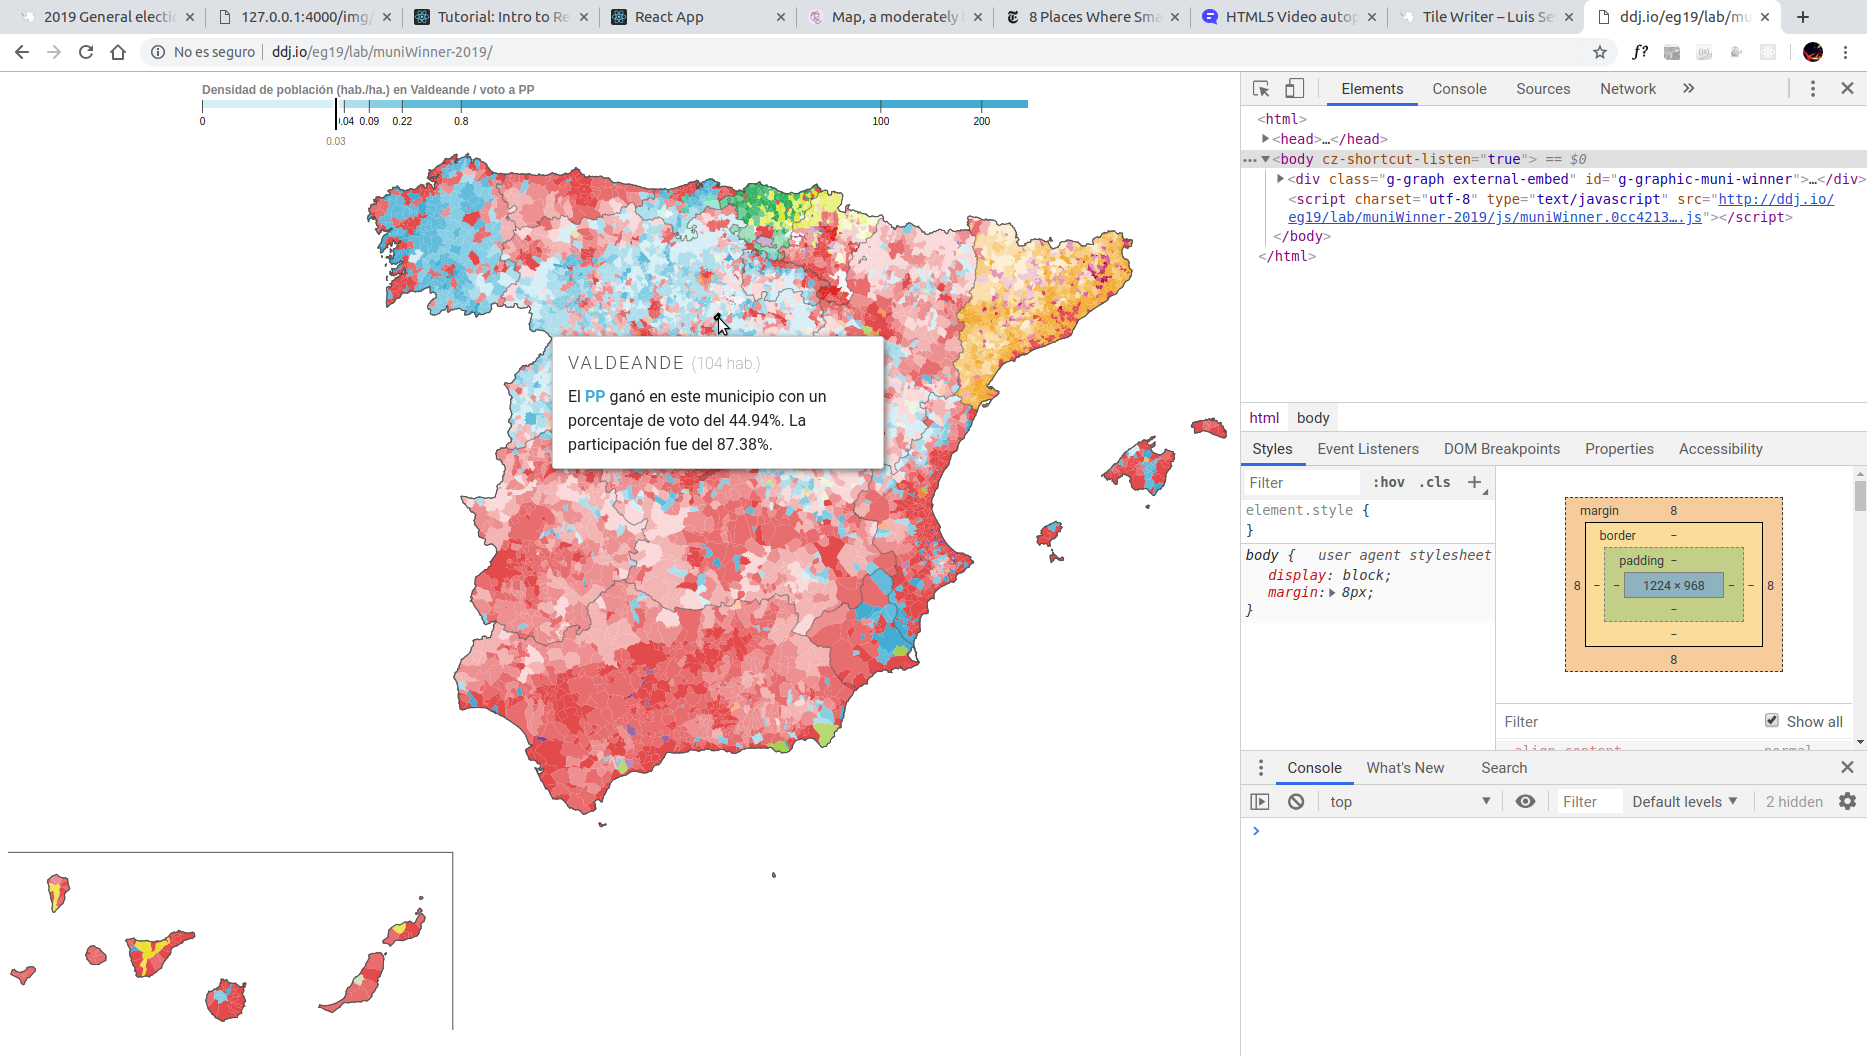 2019 General electi
127.0.0.1:4000/img/
Tutorial: Intro to Re
React App
Map, a moderately
8 Places Where Sma
HTML5 Video autop
Tile Writer – Luis Se
ddj.io/eg19/lab/mu
No es seguro
ddj.io/eg19/lab/muniWinner-2019/
f?
Densidad de población (hab./ha.) en Valdeande / voto a PP
0 0.04 0.09 0.22 0.8 100 200
0.03
VALDEANDE (104 hab.)
El PP ganó en este municipio con un
porcentaje de voto del 44.94%. La
participación fue del 87.38%.
Elements Console Sources Network »
<html>
<head>…</head>
<body cz-shortcut-listen="true"> == $0
<div class="g-graph external-embed" id="g-graphic-muni-winner">…</div>
<script charset="utf-8" type="text/javascript" src="http://ddj.io/
eg19/lab/muniWinner-2019/js/muniWinner.0cc4213….js"></script>
</body>
</html>
html body
Styles Event Listeners DOM Breakpoints Properties Accessibility
Filter :hov .cls +
element.style {
}
body { user agent stylesheet
display: block;
margin: 8px;
}
margin 8
border –
padding –
8 – – 1224 × 968 – – 8
–
–
8
Filter Show all
align-content normal
Console What's New Search
top Filter Default levels 2 hidden
>